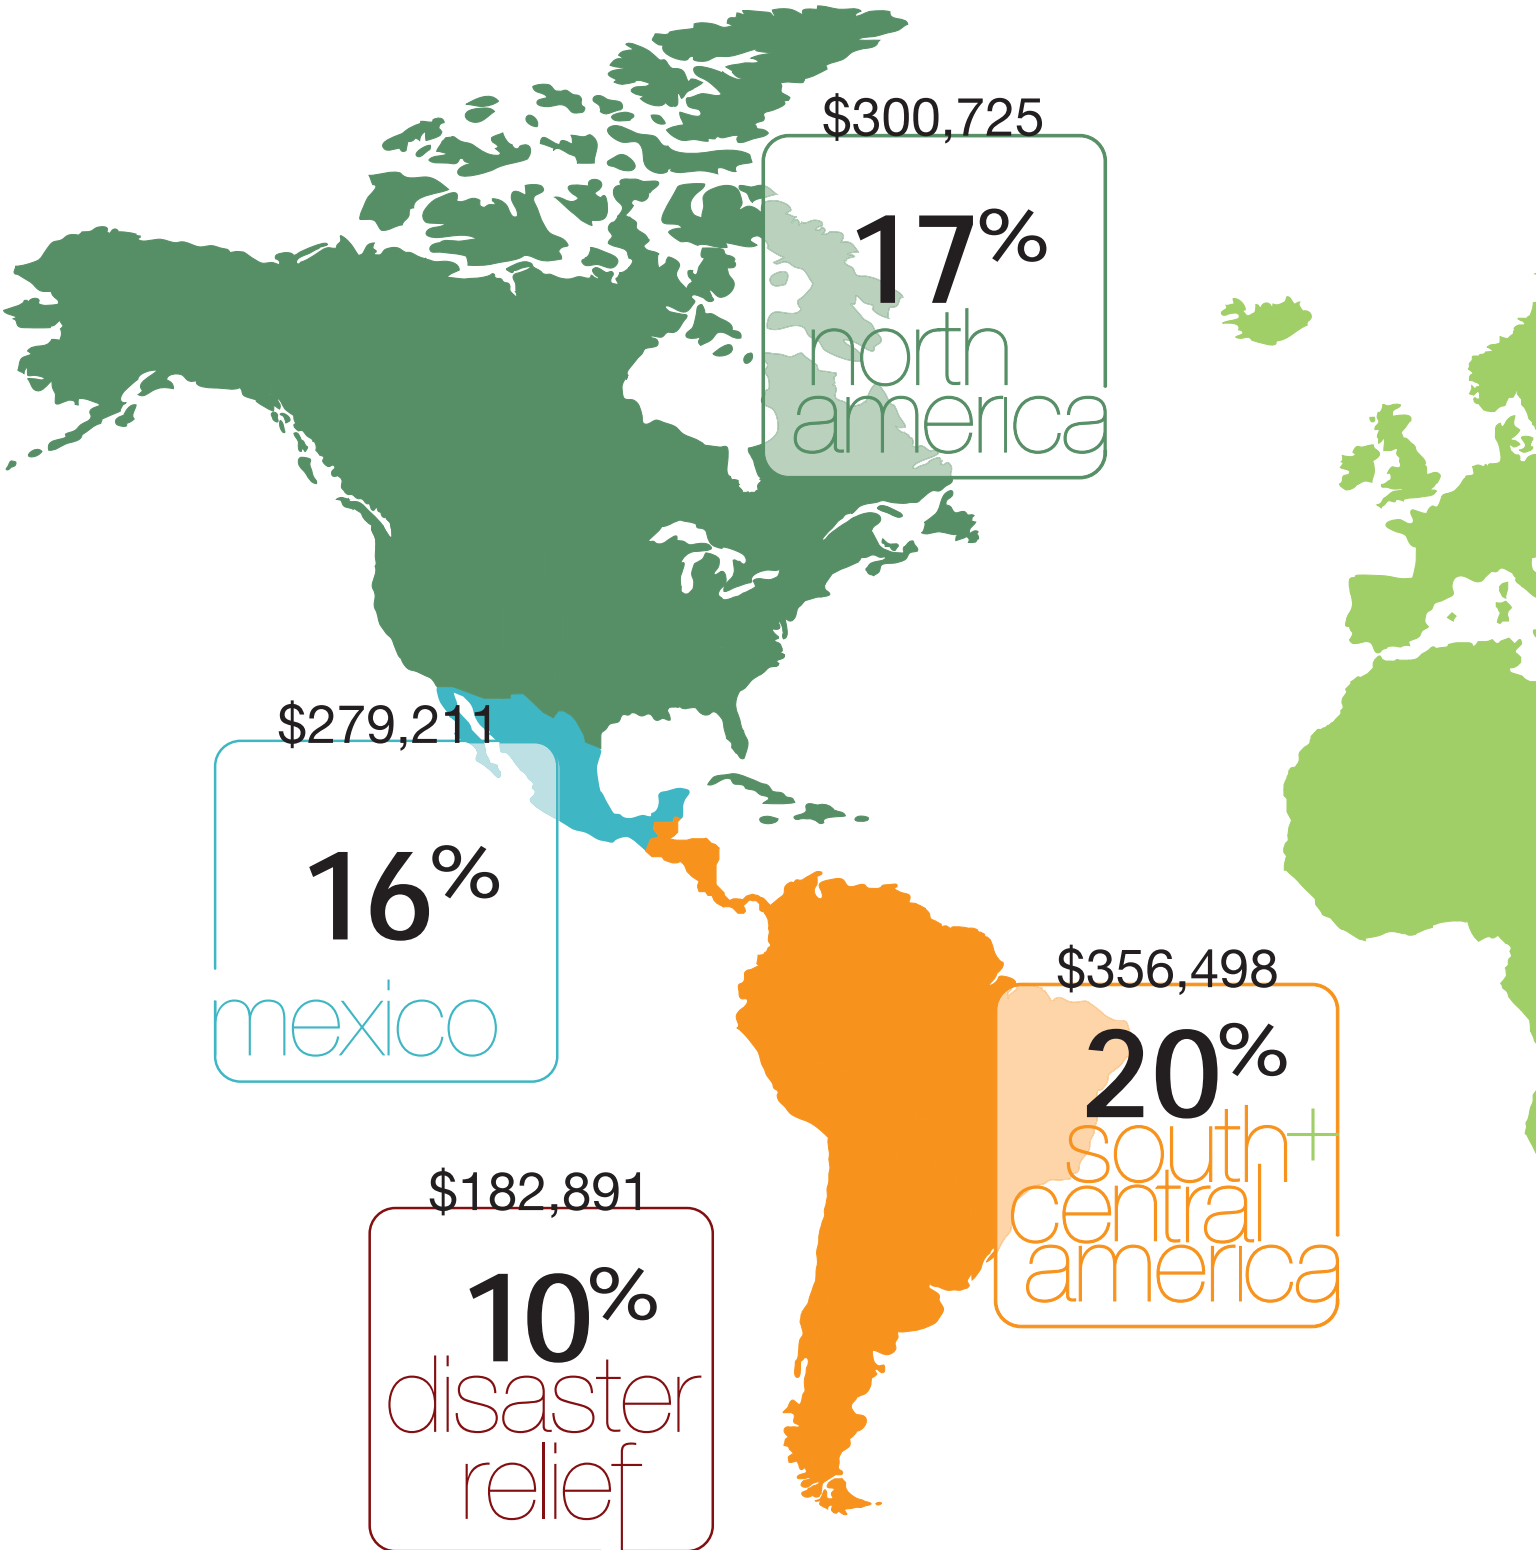 $300,725
17%
north
america
$279,211
16%
mexico
$356,498
20%
south+
central
america
$182,891
10%
disaster
relief